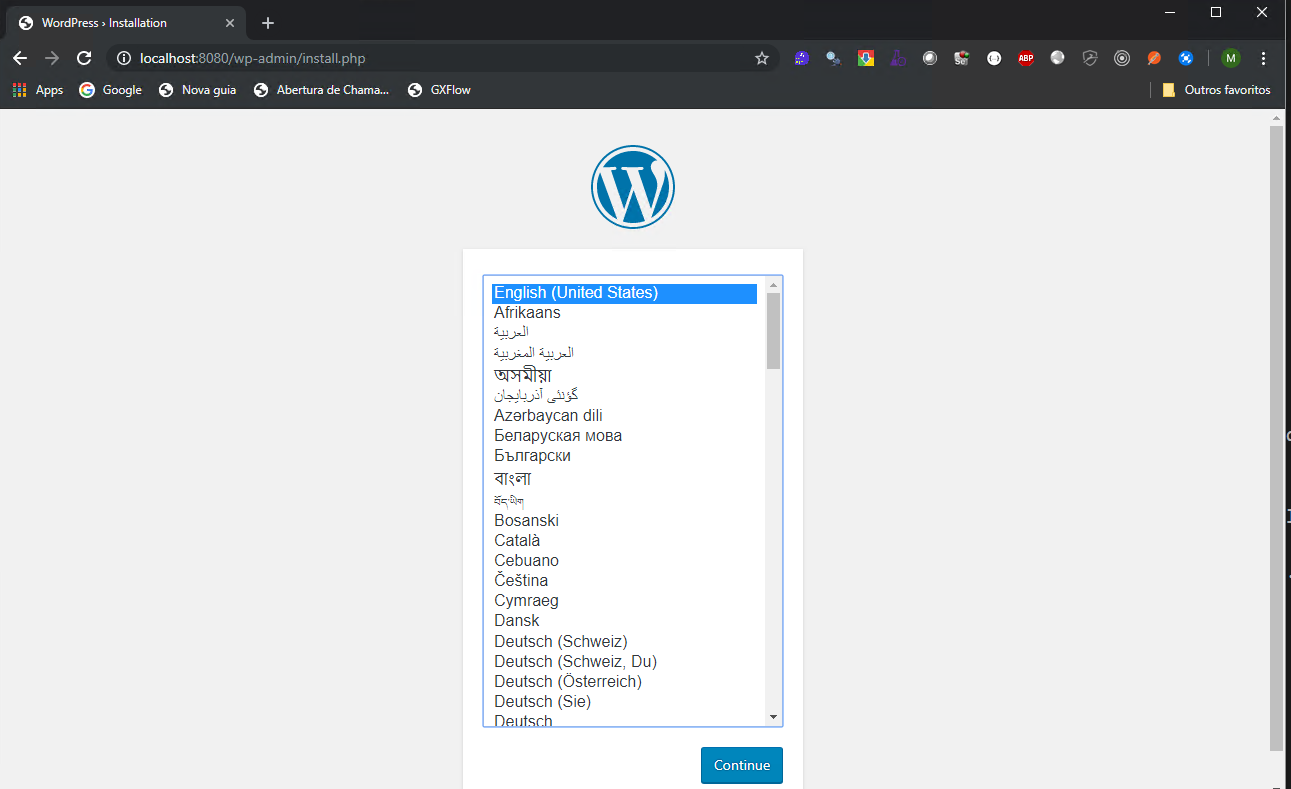 WordPress › Installation
localhost:8080/wp-admin/install.php
ABP
M
Apps
Google
Nova guia
Abertura de Chama...
GXFlow
Outros favoritos
English (United States)
Afrikaans
العربية
العربية المغربية
অসমীয়া
گؤنئی آذربایجان
Azərbaycan dili
Беларуская мова
Български
বাংলা
བོད་ཡིག
Bosanski
Català
Cebuano
Čeština
Cymraeg
Dansk
Deutsch (Schweiz)
Deutsch (Schweiz, Du)
Deutsch (Österreich)
Deutsch (Sie)
Deutsch
Continue